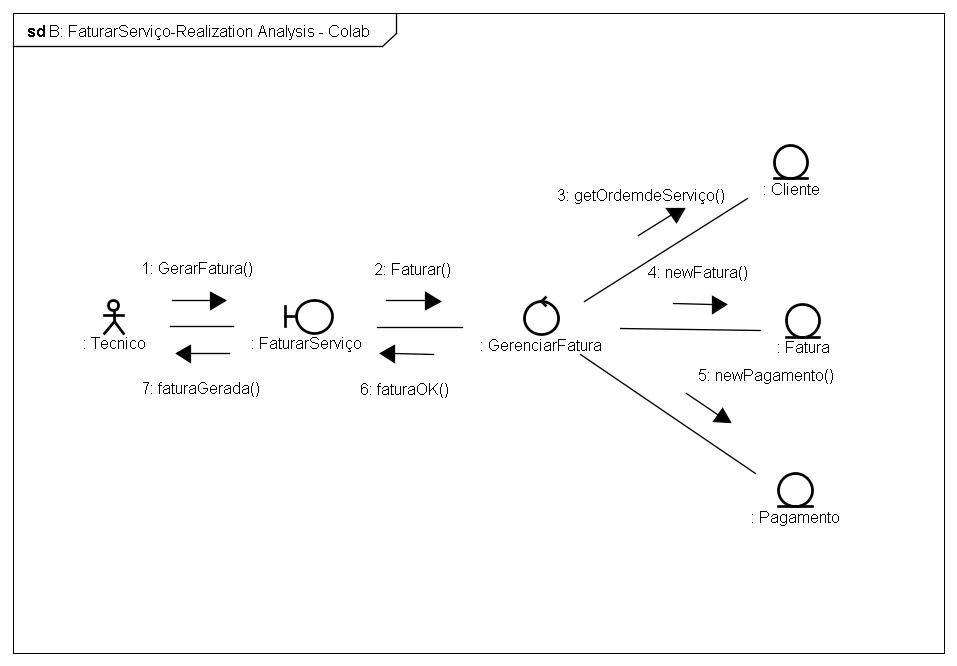 sd B: FaturarServiço-Realization Analysis - Colab
: Cliente
3: getOrdemdeServiço()
1: GerarFatura()
2: Faturar()
4: newFatura()
: Tecnico
: FaturarServiço
: GerenciarFatura
: Fatura
7: faturaGerada()
6: faturaOK()
5: newPagamento()
: Pagamento